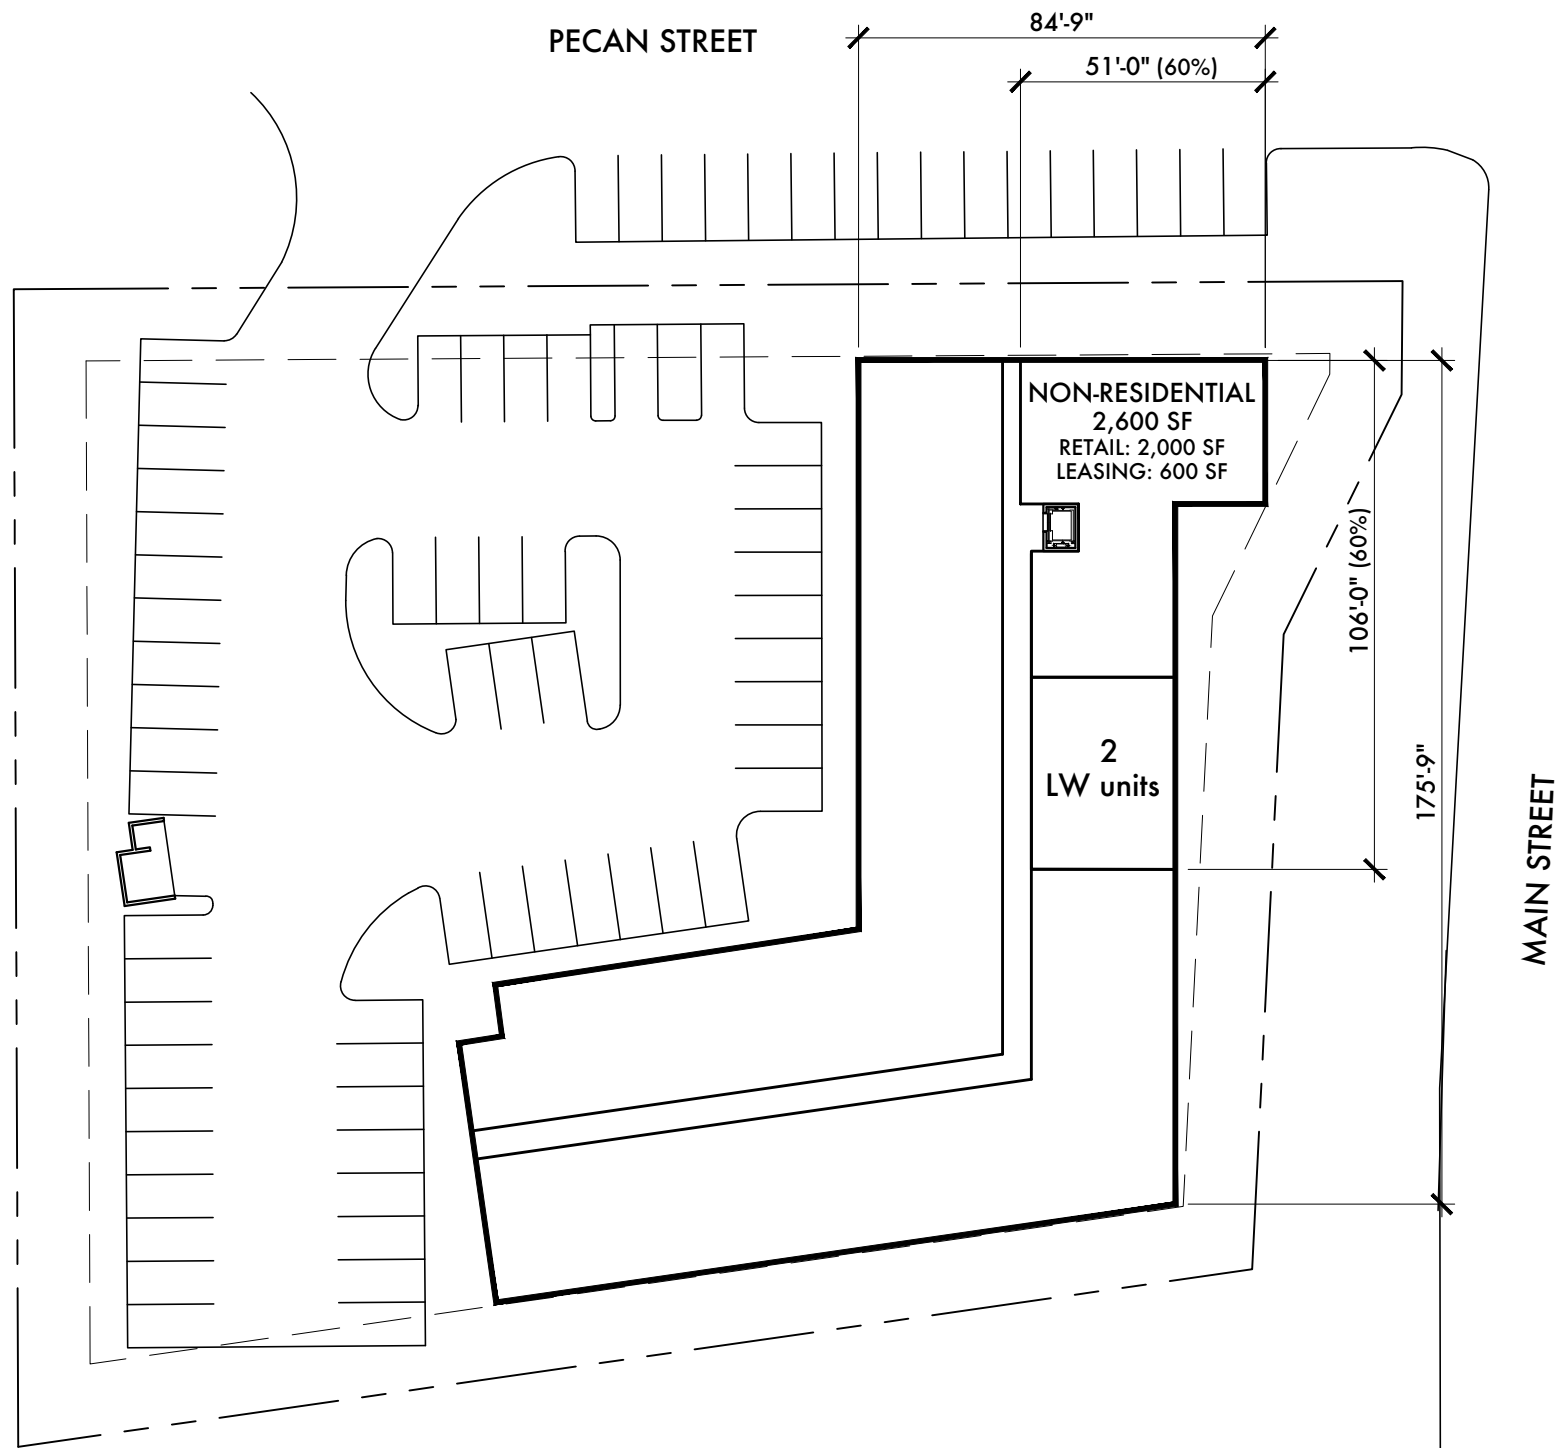 PECAN STREET
84'-9"
51'-0" (60%)
NON-RESIDENTIAL
2,600 SF
RETAIL: 2,000 SF
LEASING: 600 SF
106'-0" (60%)
2
LW units
175'-9"
MAIN STREET